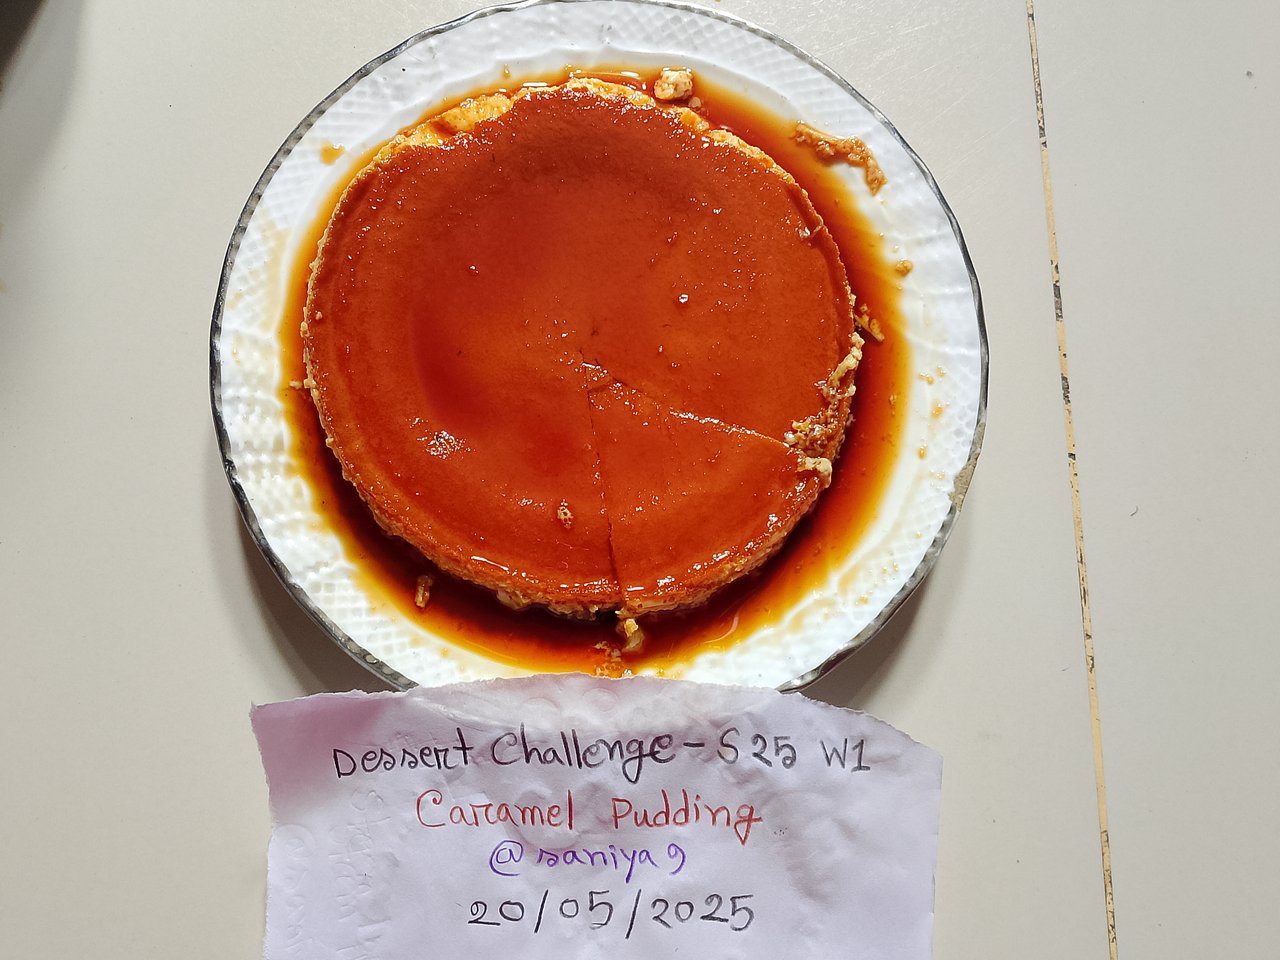 Dessert Challenge - S25 W1
Caramel Pudding
@saniya9
20/05/2025